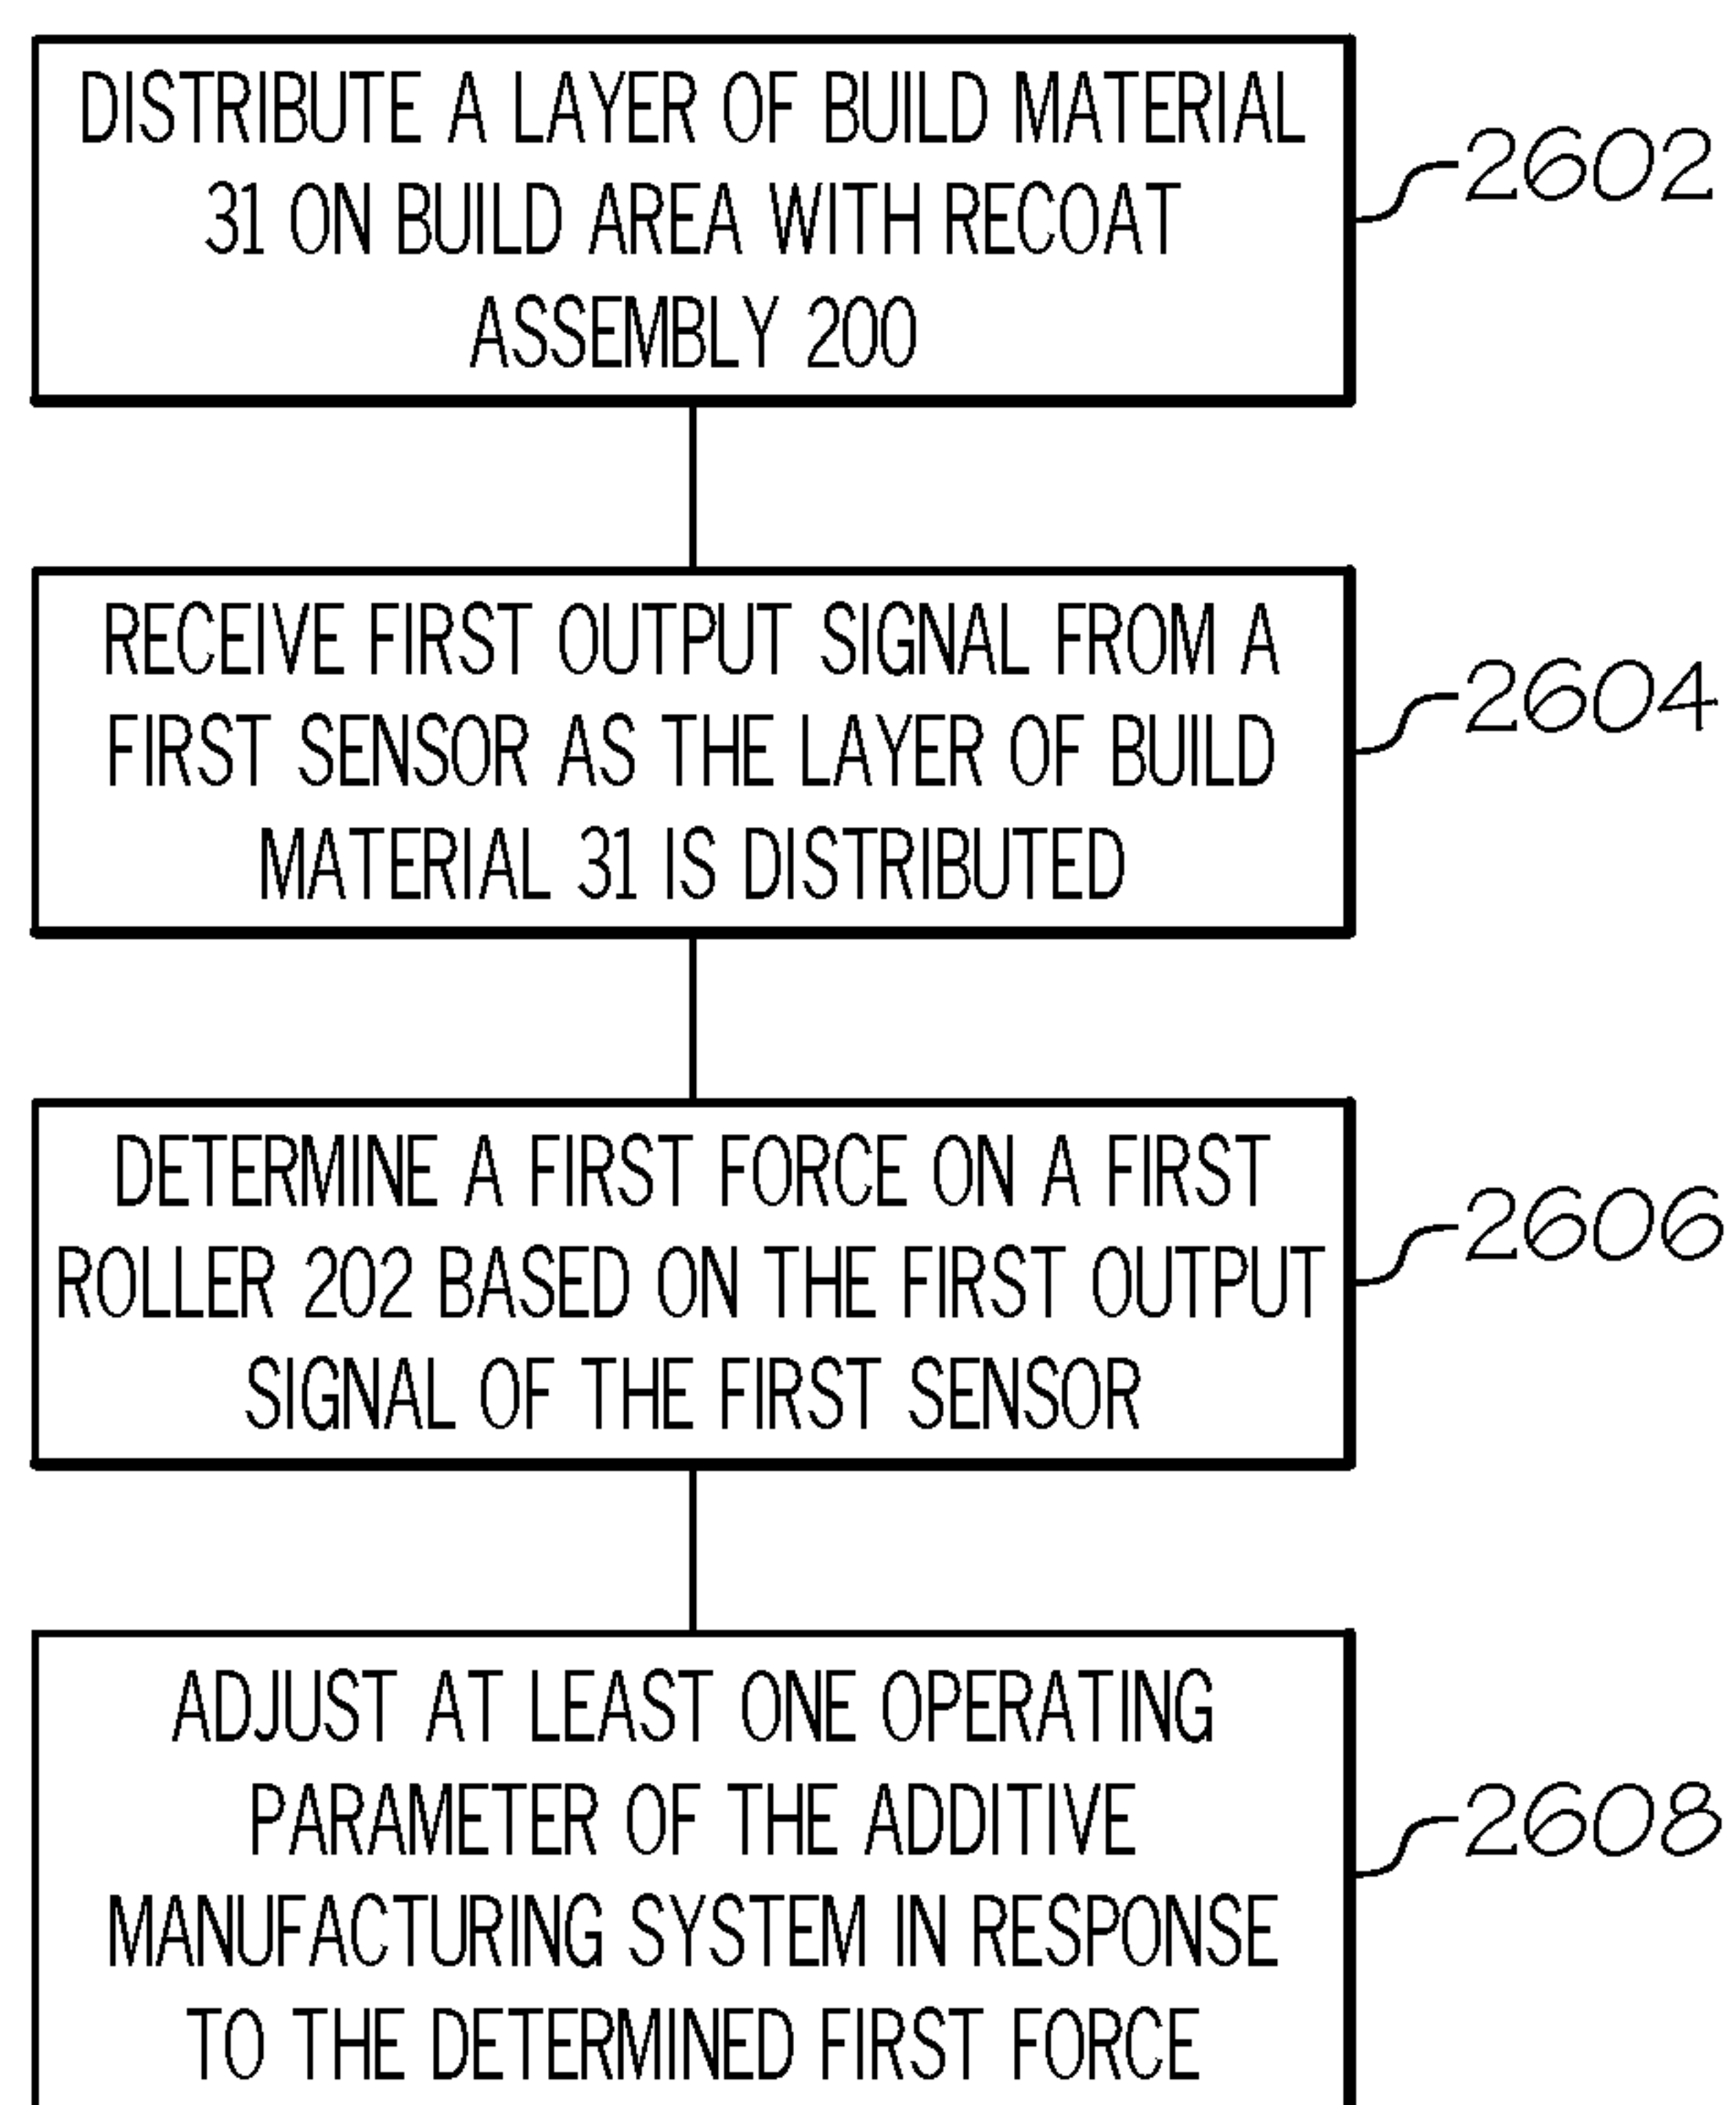 DISTRIBUTE A LAYER OF BUILD MATERIAL
31 ON BUILD AREA WITH RECOAT
ASSEMBLY 200
2602
RECEIVE FIRST OUTPUT SIGNAL FROM A
FIRST SENSOR AS THE LAYER OF BUILD
MATERIAL 31 IS DISTRIBUTED
2604
DETERMINE A FIRST FORCE ON A FIRST
ROLLER 202 BASED ON THE FIRST OUTPUT
SIGNAL OF THE FIRST SENSOR
2606
ADJUST AT LEAST ONE OPERATING
PARAMETER OF THE ADDITIVE
MANUFACTURING SYSTEM IN RESPONSE
TO THE DETERMINED FIRST FORCE
2608